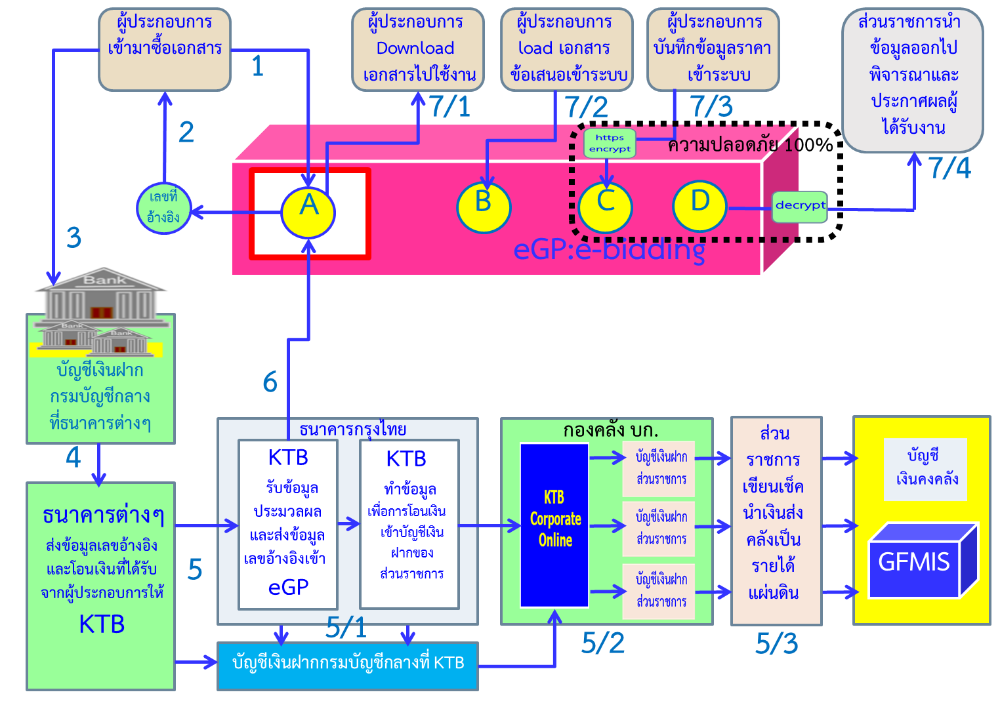 ผู้ประกอบการ
เข้ามาซื้อเอกสาร
ผู้ประกอบการ
Download
เอกสารไปใช้งาน
ผู้ประกอบการ
load เอกสาร
ข้อเสนอเข้าระบบ
ผู้ประกอบการ
บันทึกข้อมูลราคา
เข้าระบบ
ส่วนราชการนำ
ข้อมูลออกไป
พิจารณาและ
ประกาศผลผู้
ได้รับงาน
1
2
3
7/1
7/2
7/3
7/4
https
encrypt
ความปลอดภัย 100%
เลขที่
อ้างอิง
A
B
C
D
decrypt
eGP:e-bidding
Bank
Bank
Bank
บัญชีเงินฝาก
กรมบัญชีกลาง
ที่ธนาคารต่างๆ
4
6
ธนาคารต่างๆ
ส่งข้อมูลเลขอ้างอิง
และโอนเงินที่ได้รับ
จากผู้ประกอบการให้
KTB
5
ธนาคารกรุงไทย
KTB
รับข้อมูล
ประมวลผล
และส่งข้อมูล
เลขอ้างอิงเข้า
eGP
KTB
ทำข้อมูล
เพื่อการโอนเงิน
เข้าบัญชีเงิน
ฝากของ
ส่วนราชการ
5/1
บัญชีเงินฝากกรมบัญชีกลางที่ KTB
กองคลัง บก.
KTB
Corporate
Online
บัญชีเงินฝาก
ส่วนราชการ
บัญชีเงินฝาก
ส่วนราชการ
บัญชีเงินฝาก
ส่วนราชการ
5/2
ส่วน
ราชการ
เขียนเช็ค
นำเงินส่ง
คลังเป็น
รายได้
แผ่นดิน
5/3
บัญชี
เงินคงคลัง
GFMIS